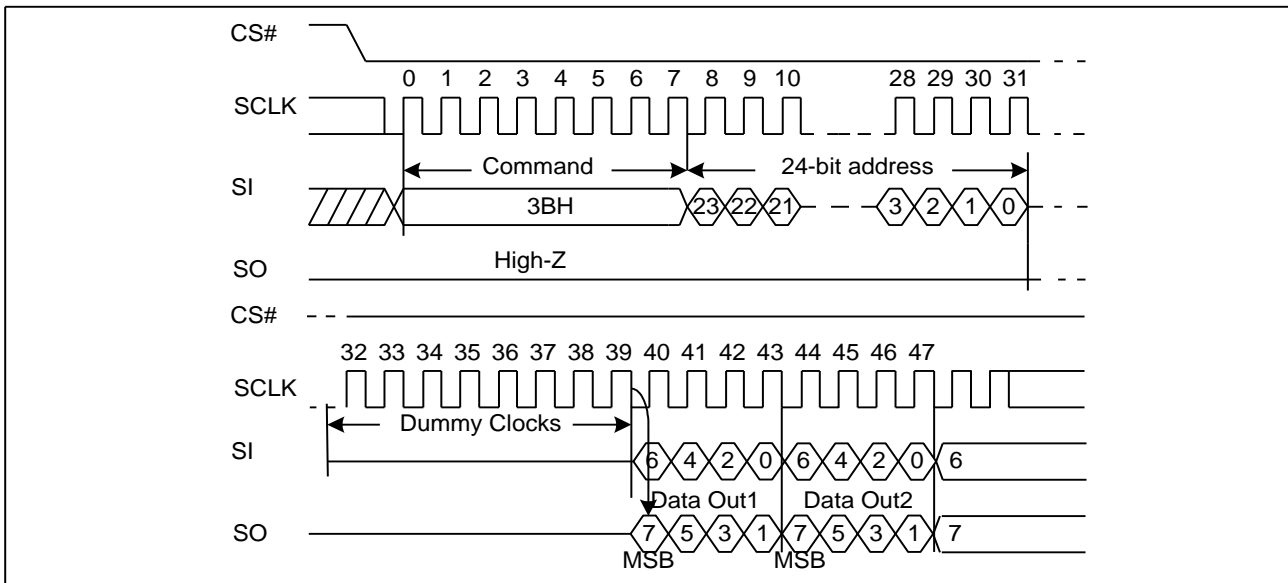 CS#
0 1 2 3 4 5 6 7 8 9 10 28 29 30 31
SCLK
Command 24-bit address
SI
3BH 23 22 21 3 2 1 0
High-Z
SO
CS#
32 33 34 35 36 37 38 39 40 41 42 43 44 45 46 47
SCLK
Dummy Clocks
SI
6 4 2 0 6 4 2 0 6
Data Out1 Data Out2
SO
7 5 3 1 7 5 3 1 7
MSB MSB